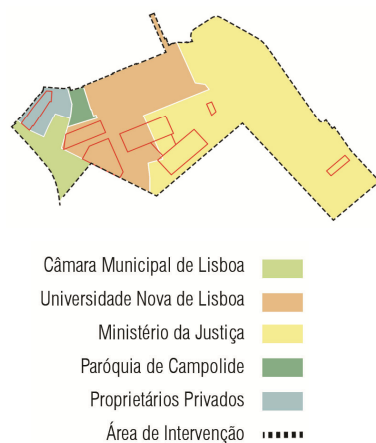 Câmara Municipal de Lisboa
Universidade Nova de Lisboa
Ministério da Justiça
Paróquia de Campolide
Proprietários Privados
Área de Intervenção